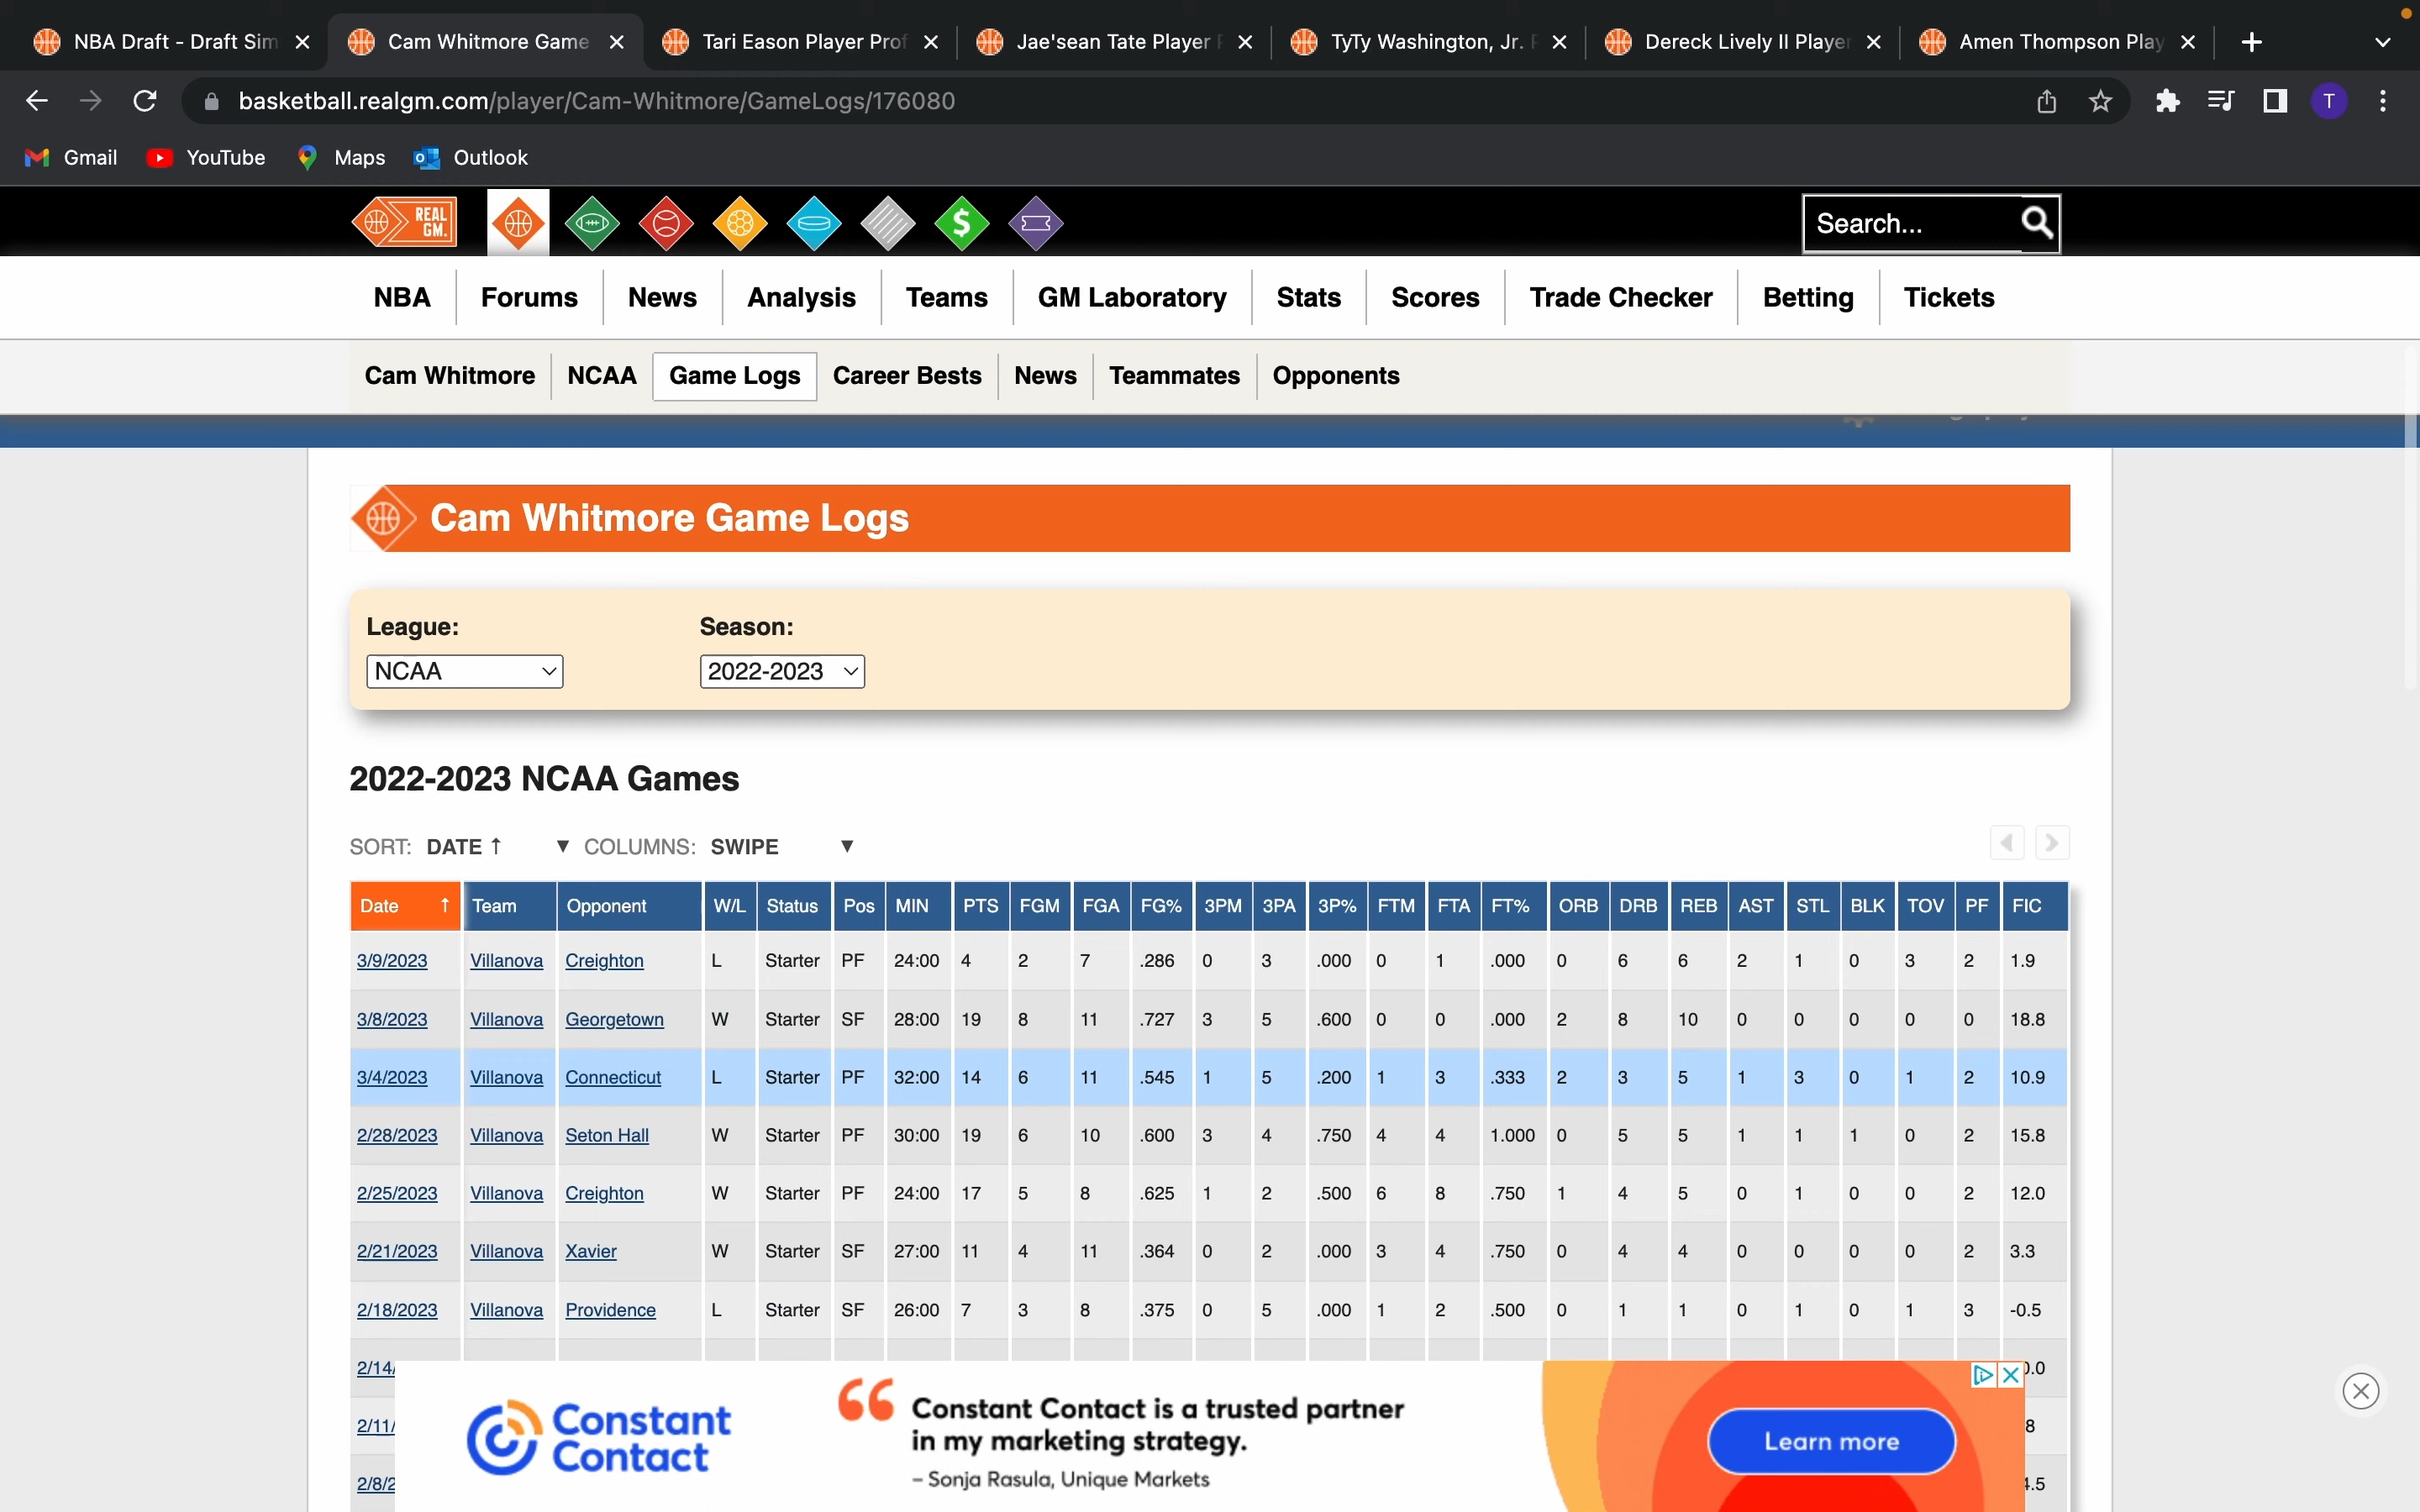 NBA Draft - Draft Sim
Cam Whitmore Game
Tari Eason Player Prof
Jae'sean Tate Player
TyTy Washington, Jr.
Dereck Lively II Player
Amen Thompson Play
basketball.realgm.com/player/Cam-Whitmore/GameLogs/176080
T
Gmail YouTube Maps Outlook
REAL GM.
Search...
NBA Forums News Analysis Teams GM Laboratory Stats Scores Trade Checker Betting Tickets
Cam Whitmore NCAA Game Logs Career Bests News Teammates Opponents
Cam Whitmore Game Logs
League: Season:
NCAA 2022-2023
2022-2023 NCAA Games
SORT: DATE ↑ ▼ COLUMNS: SWIPE ▼
Date ↑ Team Opponent W/L Status Pos MIN PTS FGM FGA FG% 3PM 3PA 3P% FTM FTA FT% ORB DRB REB AST STL BLK TOV PF FIC
3/9/2023 Villanova Creighton L Starter PF 24:00 4 2 7 .286 0 3 .000 0 1 .000 0 6 6 2 1 0 3 2 1.9
3/8/2023 Villanova Georgetown W Starter SF 28:00 19 8 11 .727 3 5 .600 0 0 .000 2 8 10 0 0 0 0 0 18.8
3/4/2023 Villanova Connecticut L Starter PF 32:00 14 6 11 .545 1 5 .200 1 3 .333 2 3 5 1 3 0 1 2 10.9
2/28/2023 Villanova Seton Hall W Starter PF 30:00 19 6 10 .600 3 4 .750 4 4 1.000 0 5 5 1 1 1 0 2 15.8
2/25/2023 Villanova Creighton W Starter PF 24:00 17 5 8 .625 1 2 .500 6 8 .750 1 4 5 0 1 0 0 2 12.0
2/21/2023 Villanova Xavier W Starter SF 27:00 11 4 11 .364 0 2 .000 3 4 .750 0 4 4 0 0 0 0 2 3.3
2/18/2023 Villanova Providence L Starter SF 26:00 7 3 8 .375 0 5 .000 1 2 .500 0 1 1 0 1 0 1 3 -0.5
2/14/ .0
2/11/ 8
2/8/2 .5
Constant Contact
“ Constant Contact is a trusted partner
in my marketing strategy.
– Sonja Rasula, Unique Markets
Learn more